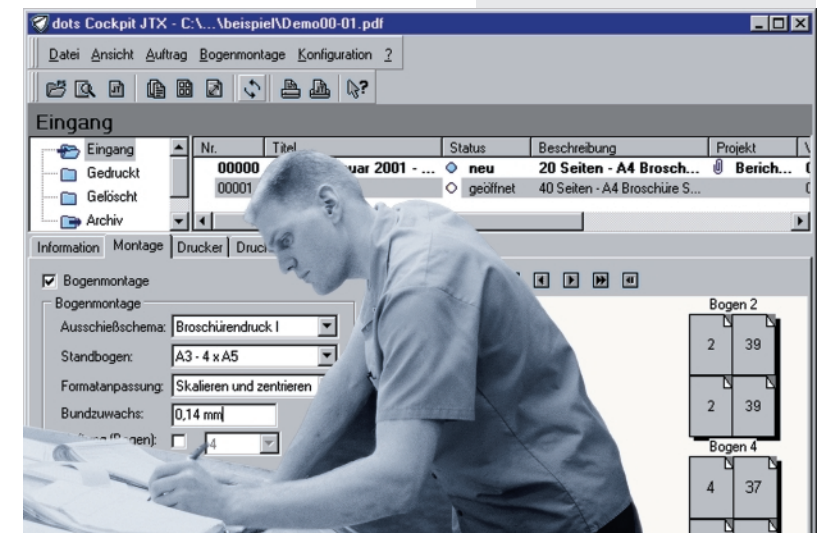 dots Cockpit JTX - C:\...\beispiel\Demo00-01.pdf
Datei Ansicht Auftrag Bogenmontage Konfiguration ?
Eingang
Nr. Titel Status Beschreibung Projekt
Eingang
00000 uar 2001 - ... neu 20 Seiten - A4 Brosch... Berich...
Gedruckt
00001 geöffnet 40 Seiten - A4 Broschüre S...
Gelöscht
Archiv
Information Montage Drucker Druc
Bogenmontage
Bogenmontage
Ausschießschema: Broschürendruck I
Standbogen: A3 - 4 x A5
Formatanpassung: Skalieren und zentrieren
Bundzuwachs: 0,14 mm
(Bogen): 4
Bogen 2
2 39
2 39
Bogen 4
4 37